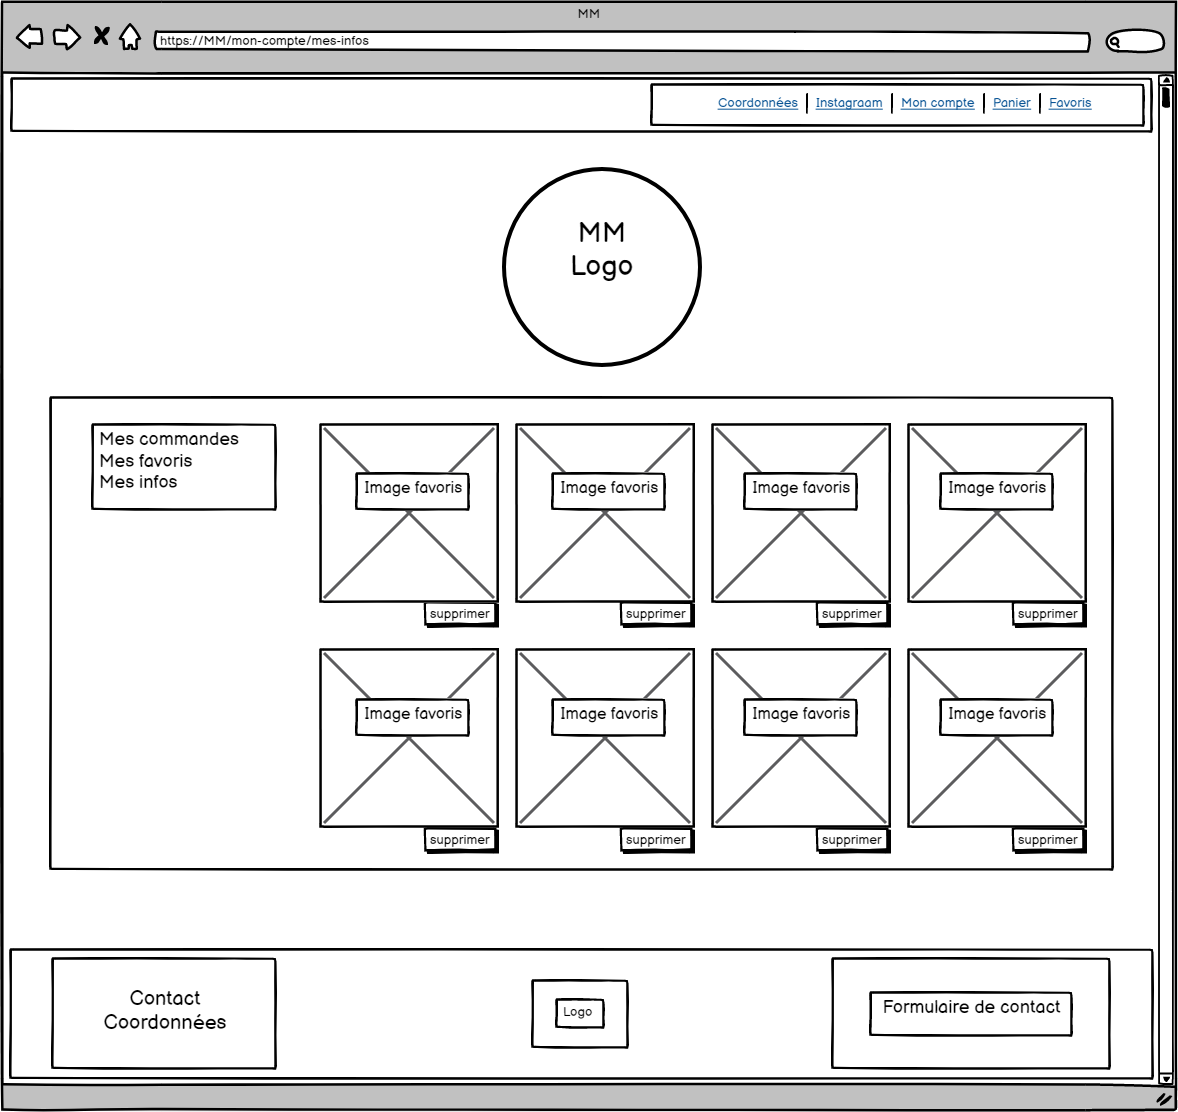 MM
https://MM/mon-compte/mes-infos
Coordonnées Instagraam Mon compte Panier Favoris
MM
Logo
Mes commandes
Mes favoris
Mes infos
Image favoris Image favoris Image favoris Image favoris
supprimer supprimer supprimer supprimer
Image favoris Image favoris Image favoris Image favoris
supprimer supprimer supprimer supprimer
Contact
Coordonnées
Logo
Formulaire de contact